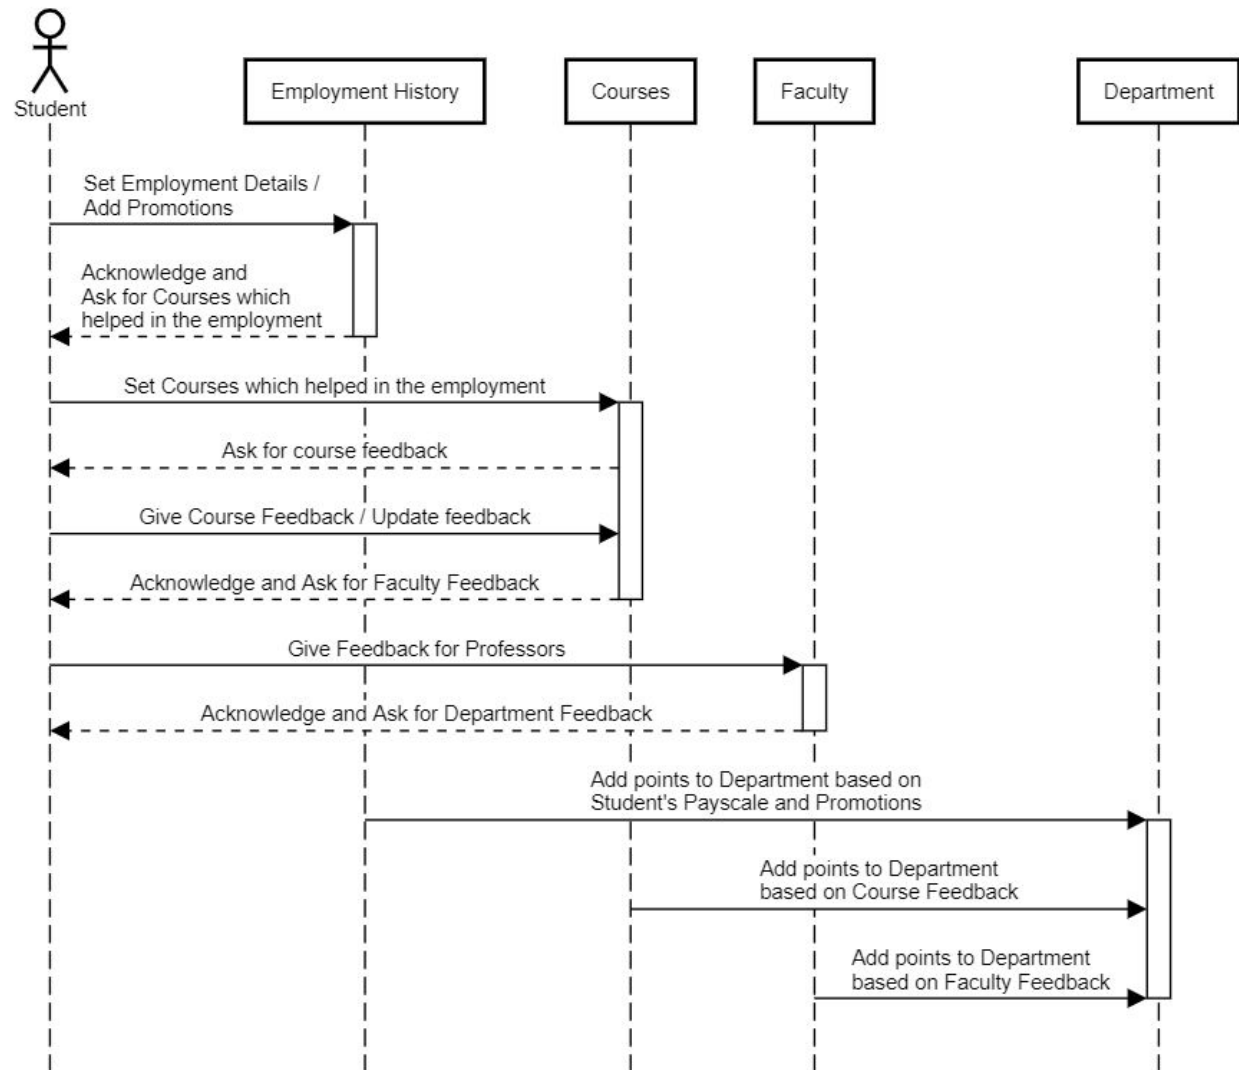 Student
Employment History
Courses
Faculty
Department
Set Employment Details /
Add Promotions
Acknowledge and
Ask for Courses which
helped in the employment
Set Courses which helped in the employment
Ask for course feedback
Give Course Feedback / Update feedback
Acknowledge and Ask for Faculty Feedback
Give Feedback for Professors
Acknowledge and Ask for Department Feedback
Add points to Department based on
Student's Payscale and Promotions
Add points to Department
based on Course Feedback
Add points to Department
based on Faculty Feedback